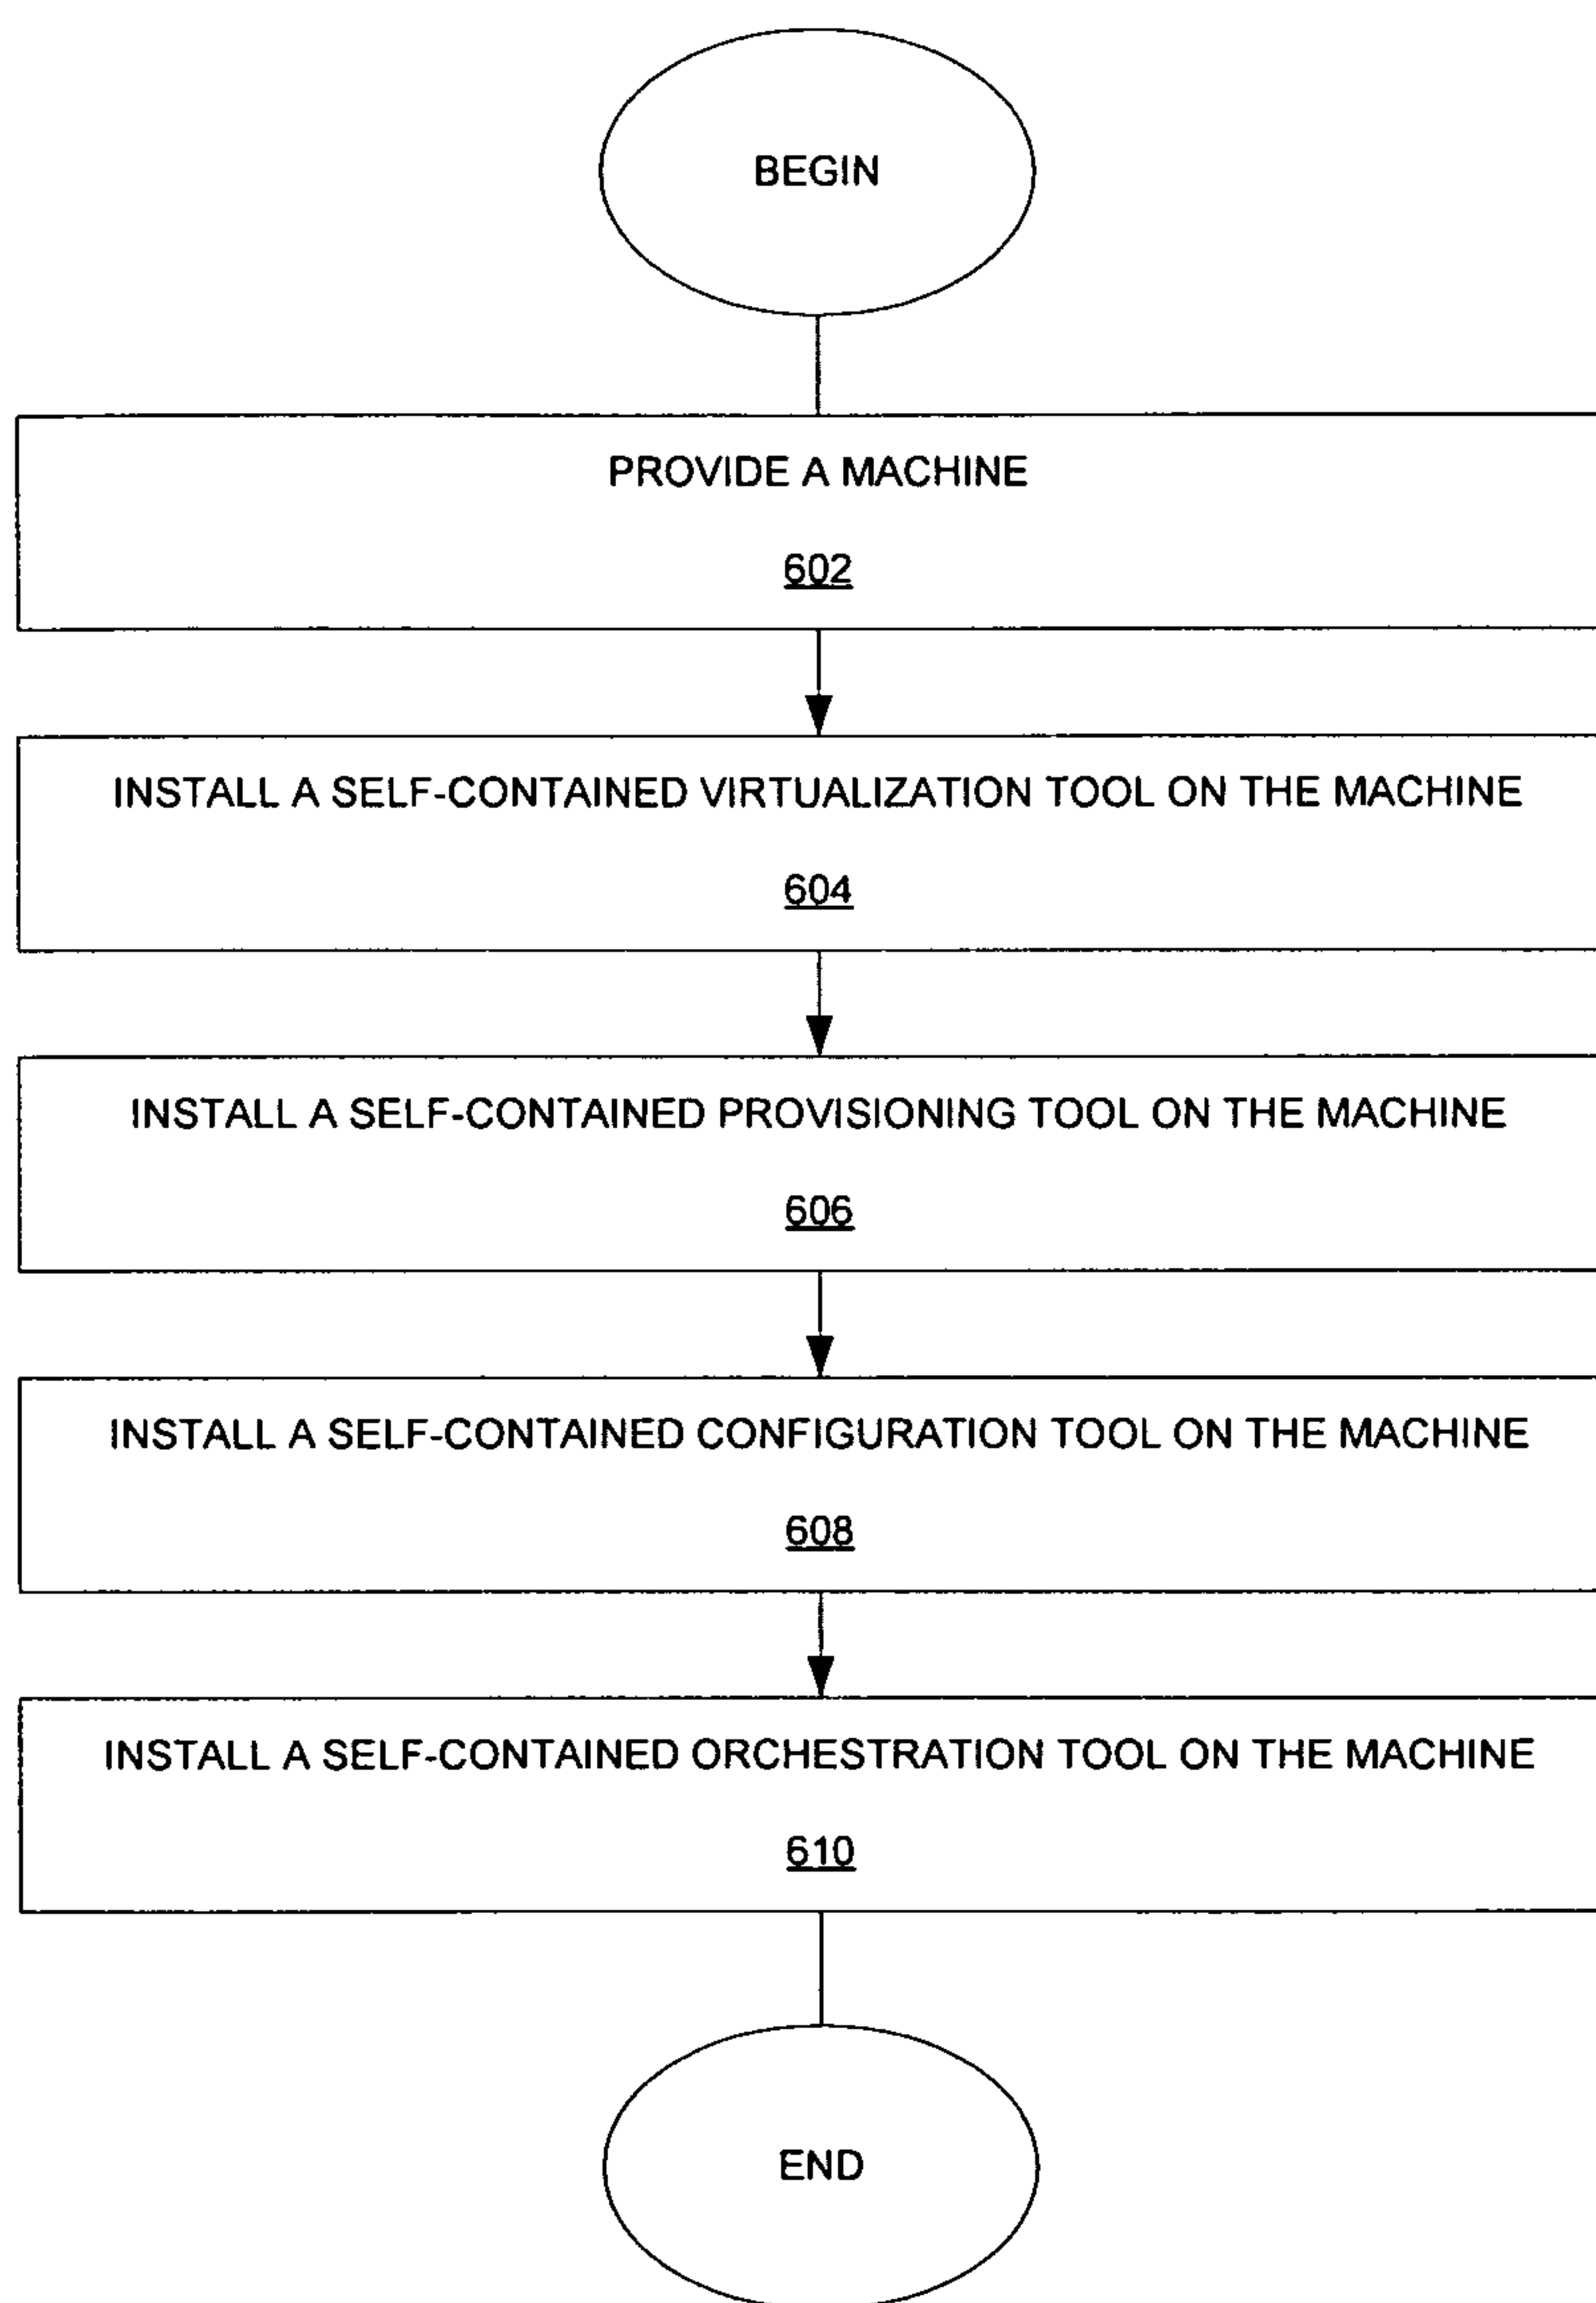 BEGIN
PROVIDE A MACHINE
602
INSTALL A SELF-CONTAINED VIRTUALIZATION TOOL ON THE MACHINE
604
INSTALL A SELF-CONTAINED PROVISIONING TOOL ON THE MACHINE
606
INSTALL A SELF-CONTAINED CONFIGURATION TOOL ON THE MACHINE
608
INSTALL A SELF-CONTAINED ORCHESTRATION TOOL ON THE MACHINE
610
END